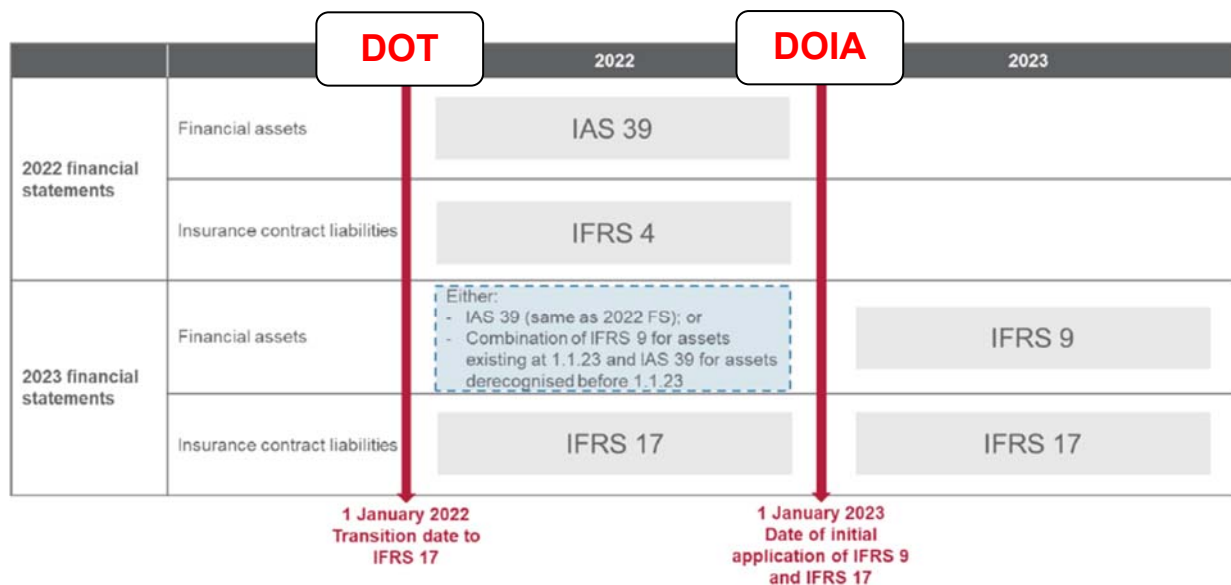 DOT
DOIA
2022
2023
2022 financial
statements
Financial assets
IAS 39
Insurance contract liabilities
IFRS 4
2023 financial
statements
Financial assets
Either:
- IAS 39 (same as 2022 FS); or
- Combination of IFRS 9 for assets
existing at 1.1.23 and IAS 39 for assets
derecognised before 1.1.23
IFRS 9
Insurance contract liabilities
IFRS 17
IFRS 17
1 January 2022
Transition date to
IFRS 17
1 January 2023
Date of initial
application of IFRS 9
and IFRS 17